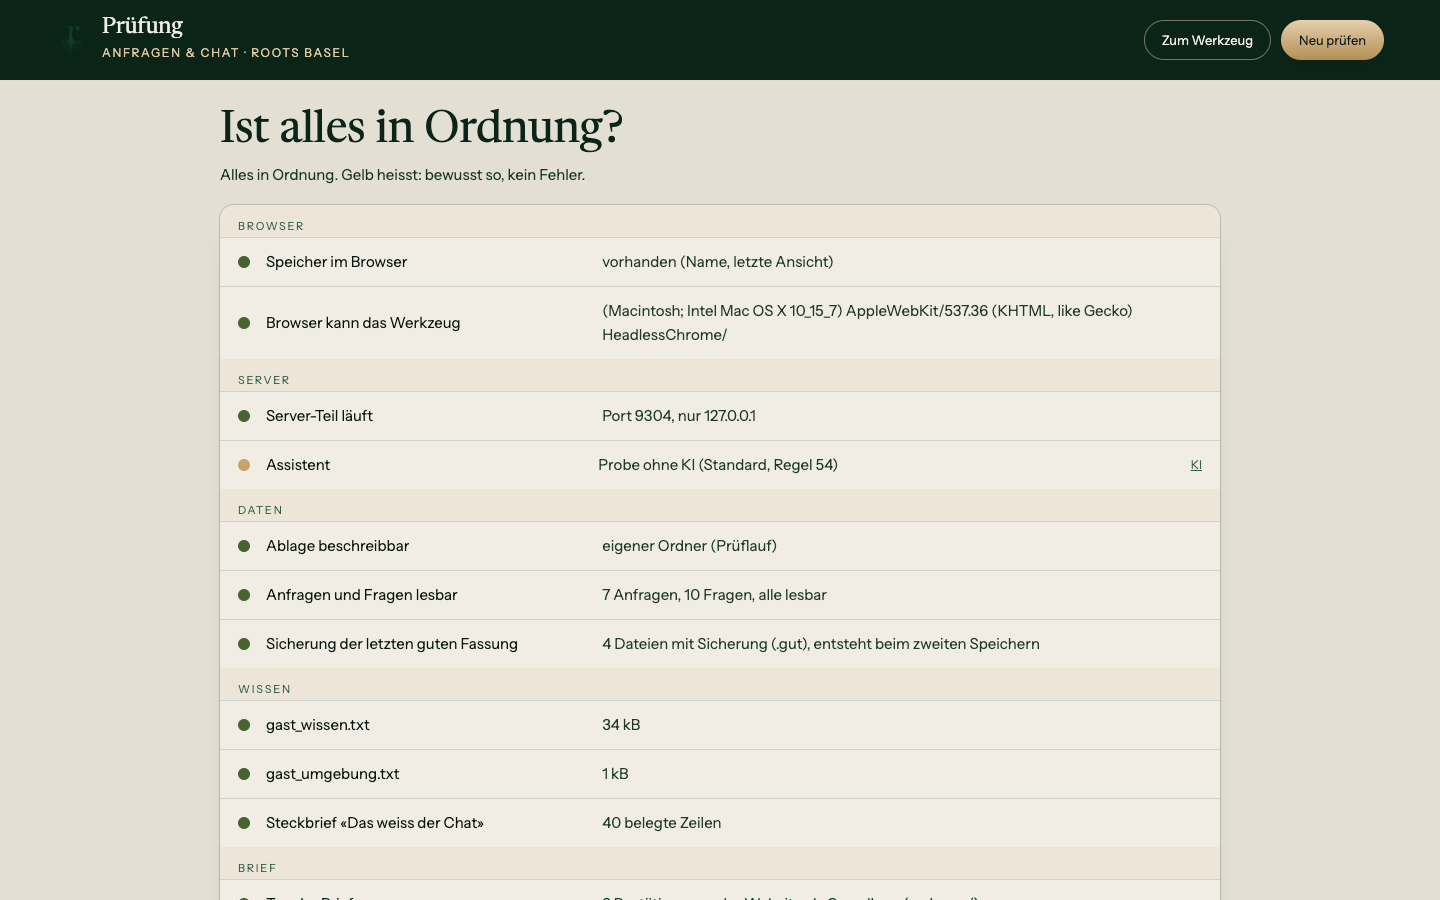 Prüfung
ANFRAGEN & CHAT · ROOTS BASEL
Zum Werkzeug
Neu prüfen
Ist alles in Ordnung?
Alles in Ordnung. Gelb heisst: bewusst so, kein Fehler.
BROWSER
Speicher im Browser
vorhanden (Name, letzte Ansicht)
Browser kann das Werkzeug
(Macintosh; Intel Mac OS X 10_15_7) AppleWebKit/537.36 (KHTML, like Gecko)
HeadlessChrome/
SERVER
Server-Teil läuft
Port 9304, nur 127.0.0.1
Assistent
Probe ohne KI (Standard, Regel 54)
KI
DATEN
Ablage beschreibbar
eigener Ordner (Prüflauf)
Anfragen und Fragen lesbar
7 Anfragen, 10 Fragen, alle lesbar
Sicherung der letzten guten Fassung
4 Dateien mit Sicherung (.gut), entsteht beim zweiten Speichern
WISSEN
gast_wissen.txt
34 kB
gast_umgebung.txt
1 kB
Steckbrief «Das weiss der Chat»
40 belegte Zeilen
BRIEF